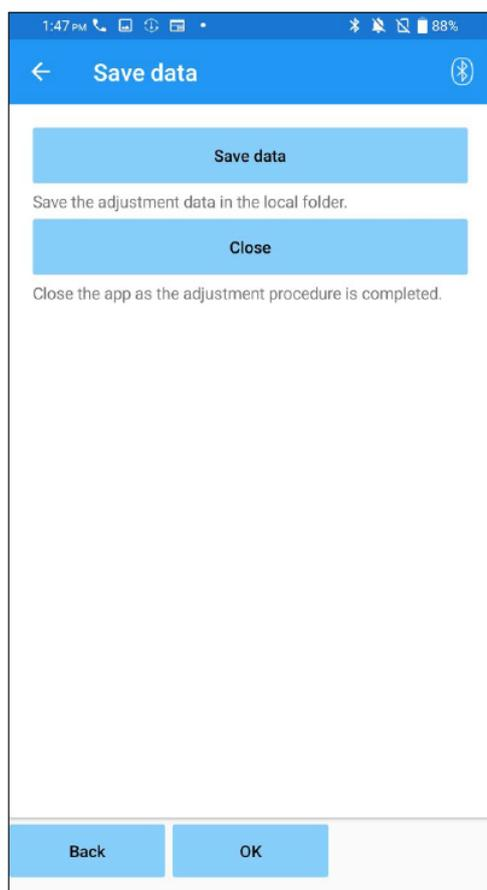 1:47 PM 88%
Save data
Save data
Save the adjustment data in the local folder.
Close
Close the app as the adjustment procedure is completed.
Back OK